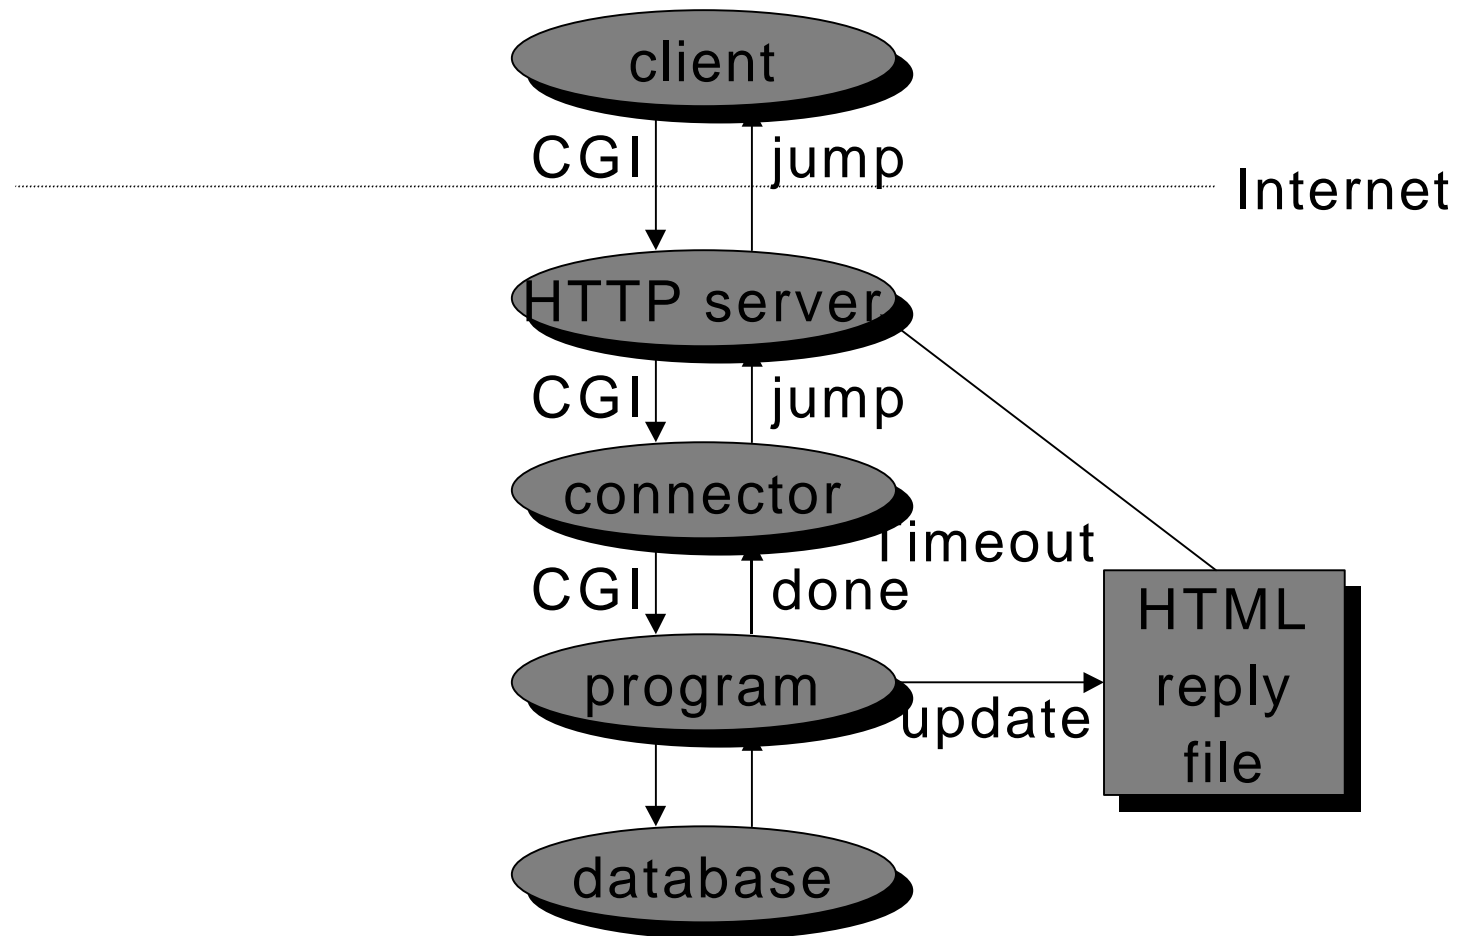 client
CGI jump
Internet
HTTP server
CGI jump
connector
Timeout
CGI done
HTML
reply
file
program
update
database